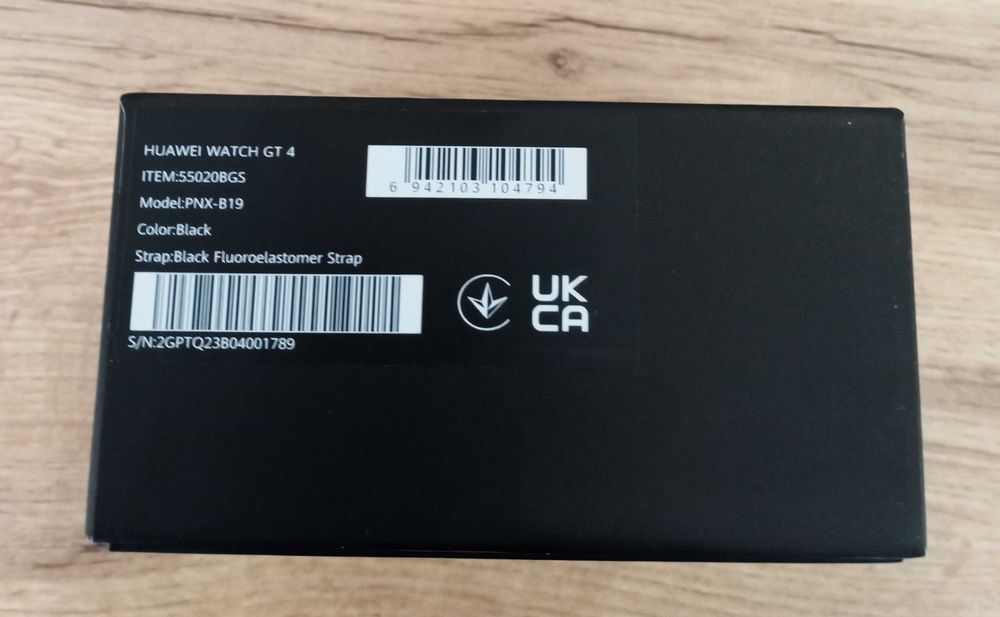 HUAWEI WATCH GT 4
ITEM:55020BGS
Model:PNX-B19
Color:Black
Strap:Black Fluoroelastomer Strap
S/N:2GPTQ23B04001789
6 942103 104794
UK
CA